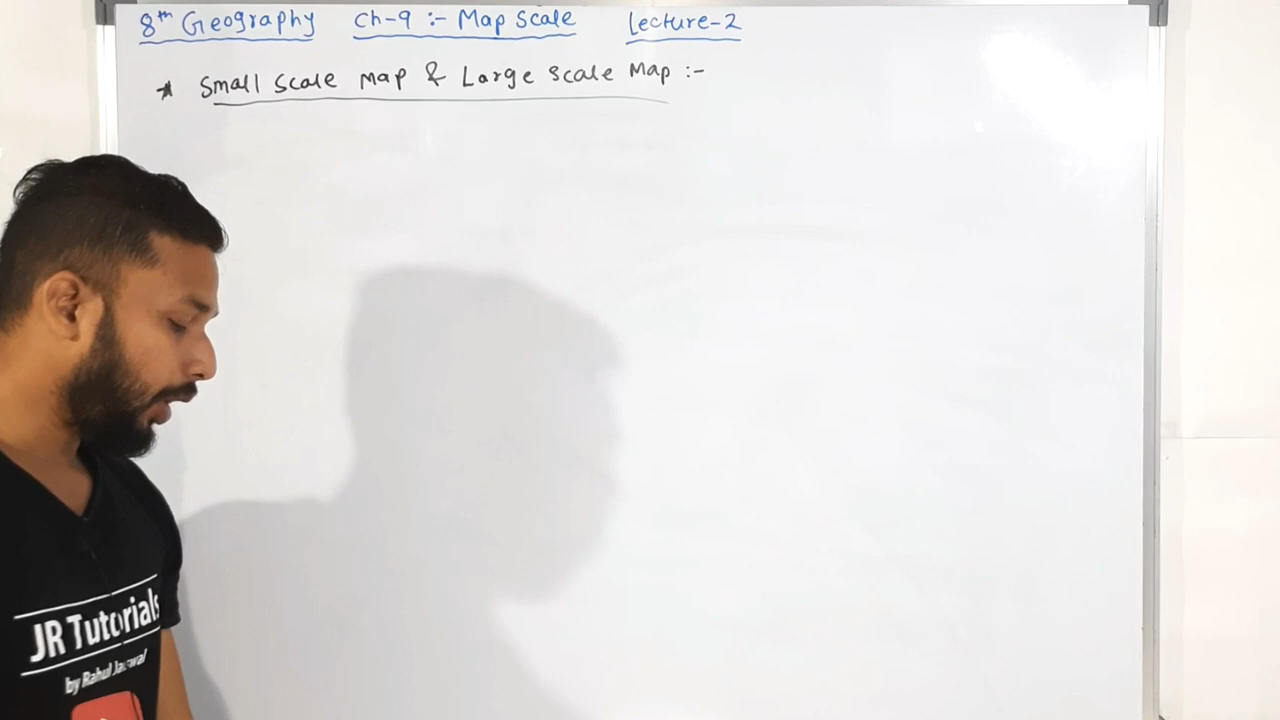 8th Geography Ch-9 :- Map Scale Lecture-2
* Small Scale Map & Large Scale Map :-
JR Tutorials
by Rahul Jaiswal